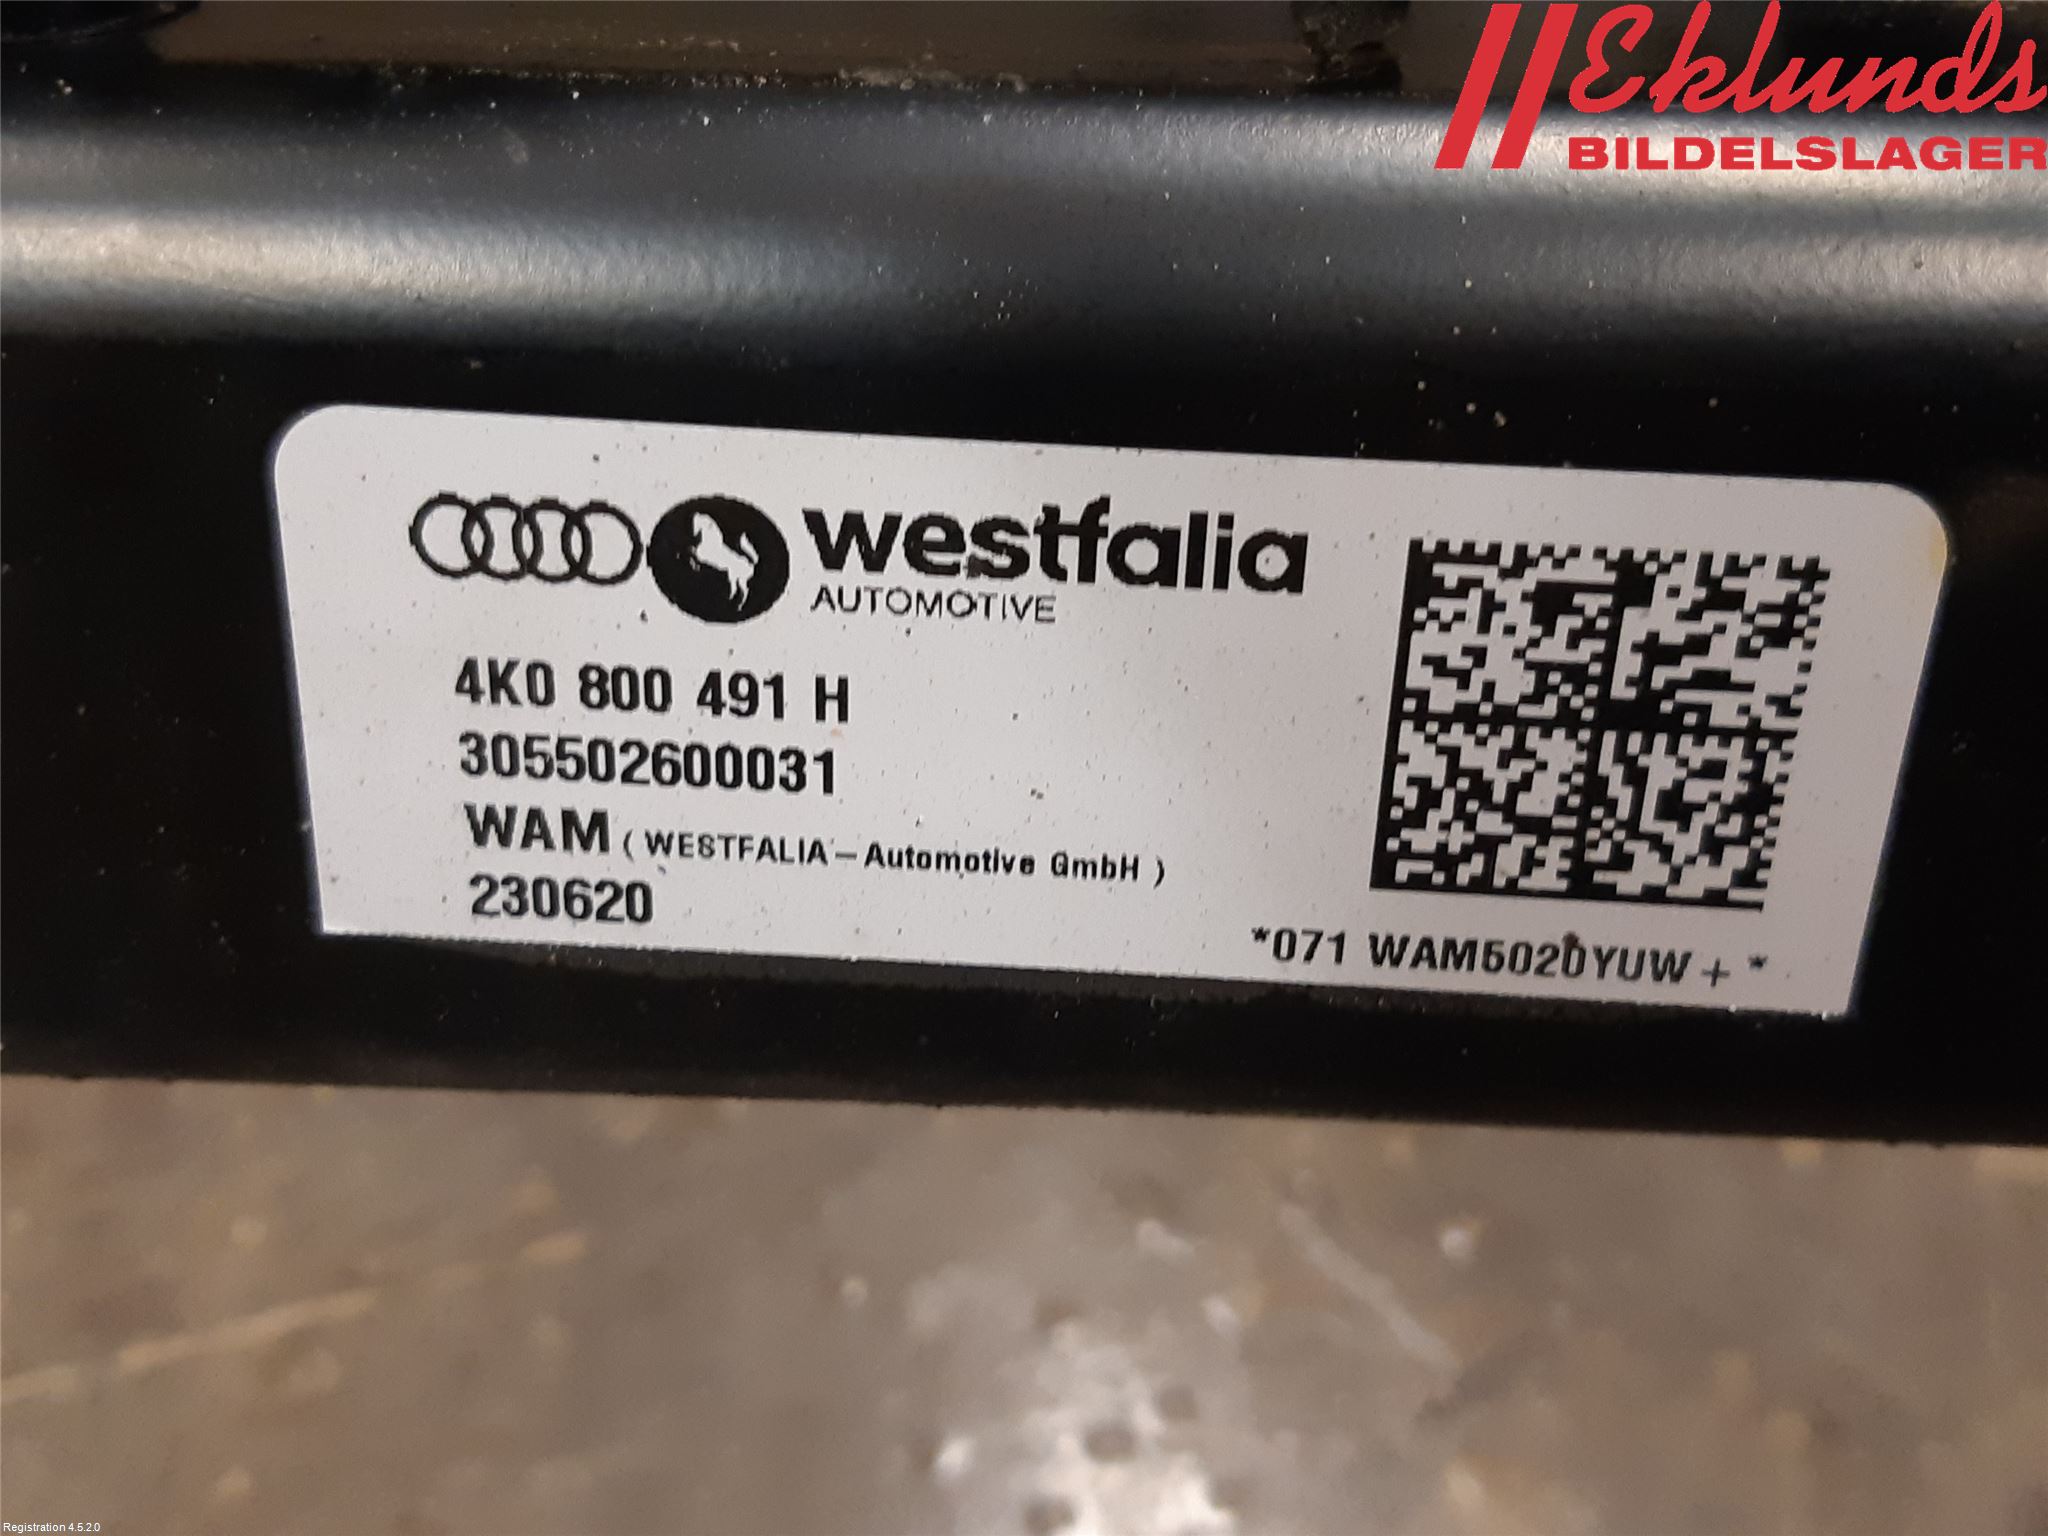 Eklunds
BILDELSLAGER
westfalia
AUTOMOTIVE
4K0 800 491 H
305502600031
WAM ( WESTFALIA-Automotive GmbH )
230620
*071 WAM5020YUW+*
Registration 4.5.2.0